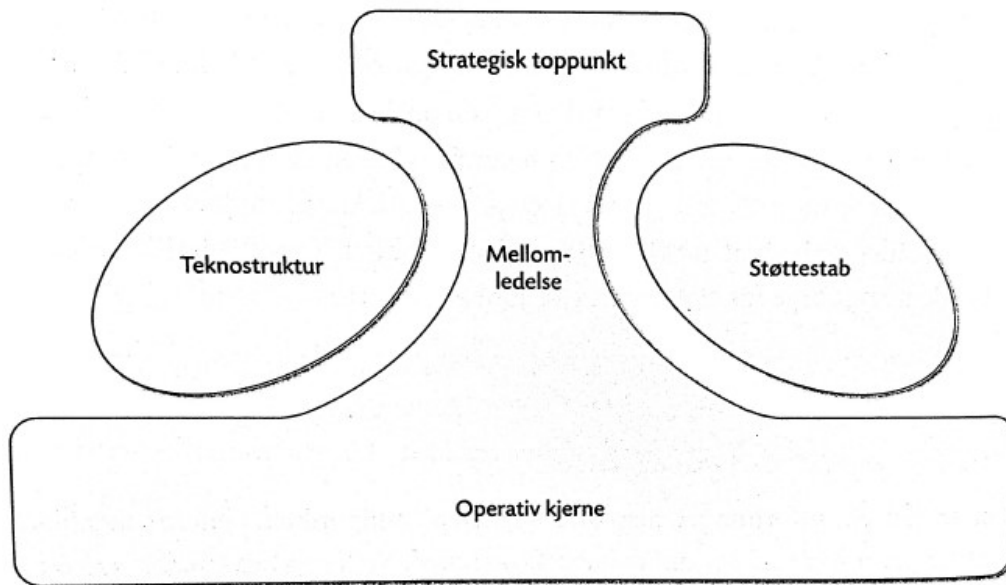 Strategisk toppunkt
Teknostruktur
Mellom-
ledelse
Støttestab
Operativ kjerne